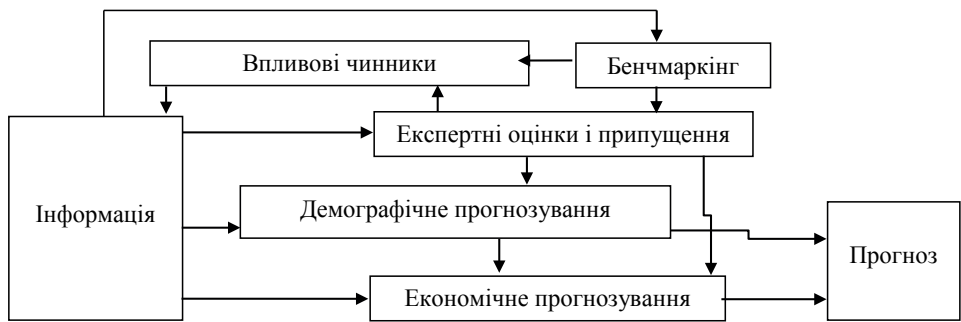 Впливові чинники
Бенчмаркінг
Експертні оцінки і припущення
Інформація
Демографічне прогнозування
Прогноз
Економічне прогнозування